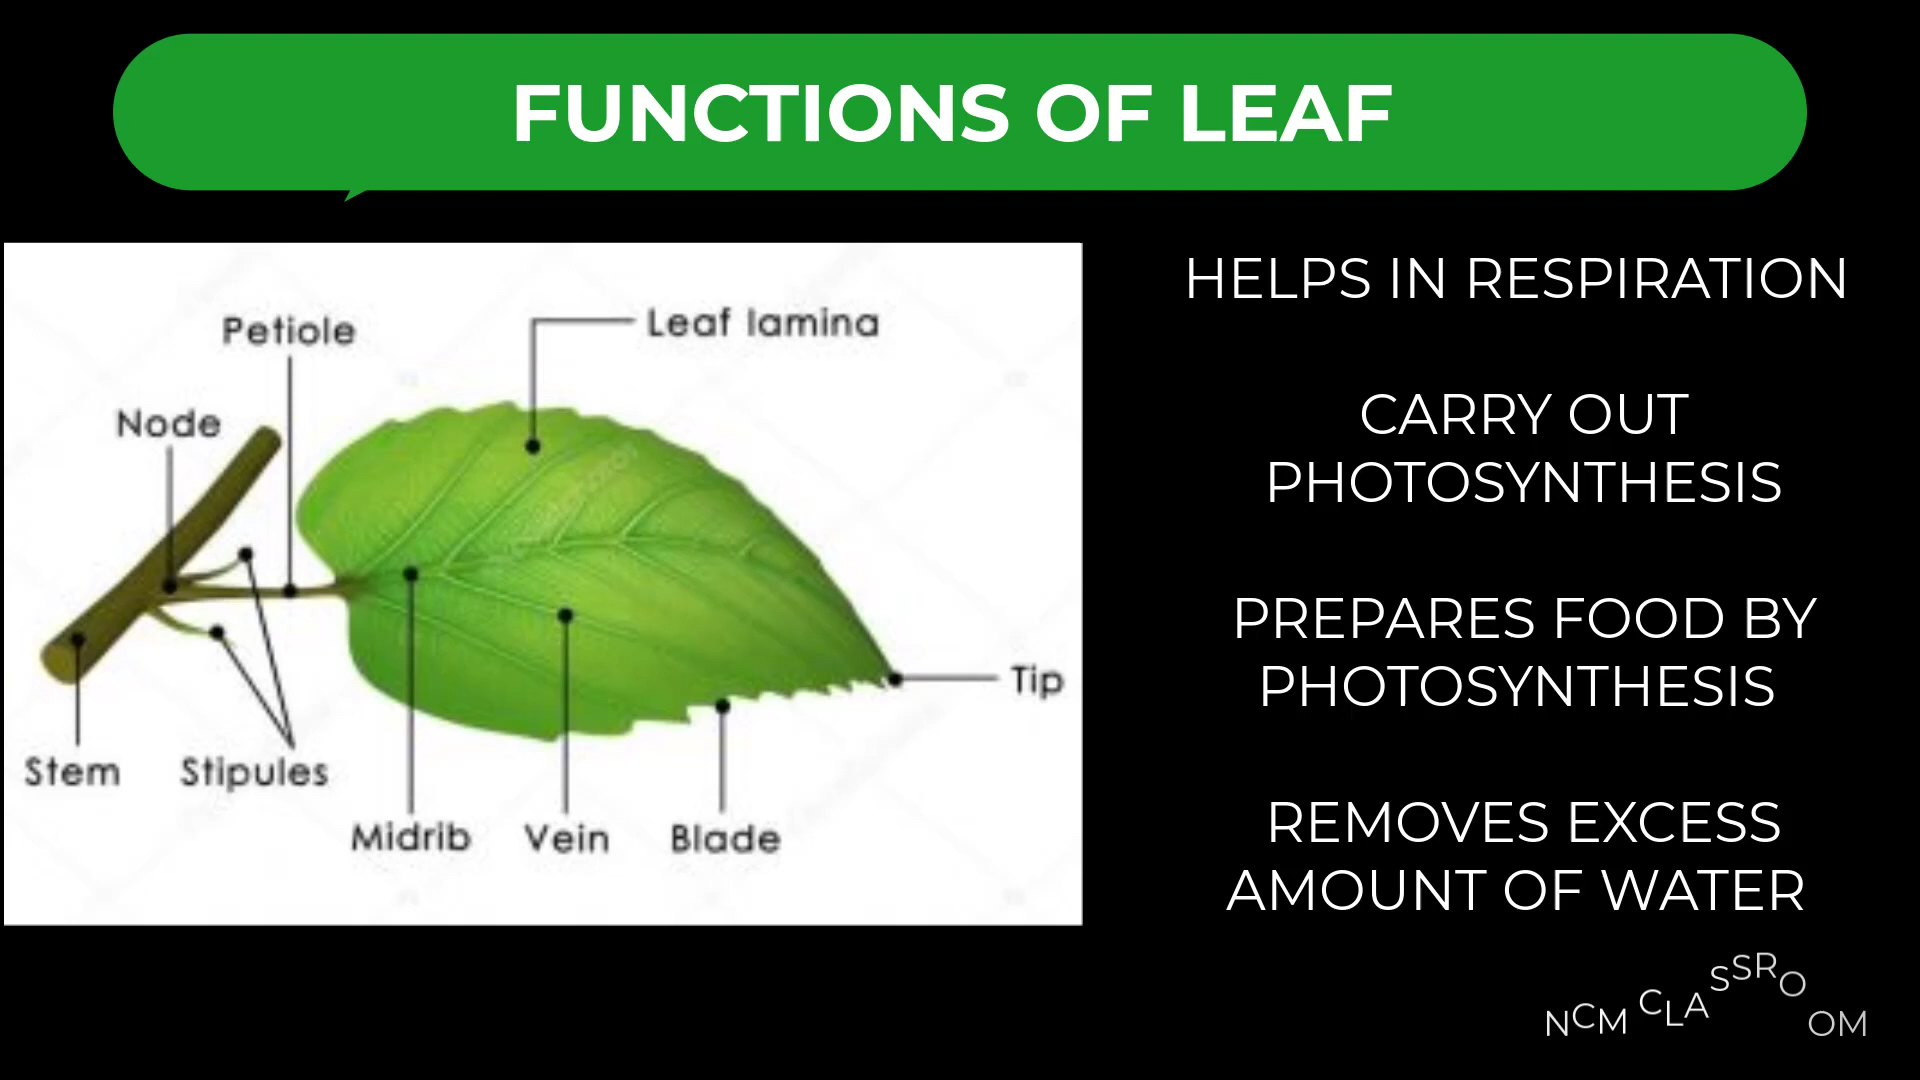 FUNCTIONS OF LEAF
Petiole
Leaf lamina
Node
Tip
Stem
Stipules
Midrib
Vein
Blade
HELPS IN RESPIRATION
CARRY OUT
PHOTOSYNTHESIS
PREPARES FOOD BY
PHOTOSYNTHESIS
REMOVES EXCESS
AMOUNT OF WATER
NCM CLASSROOM